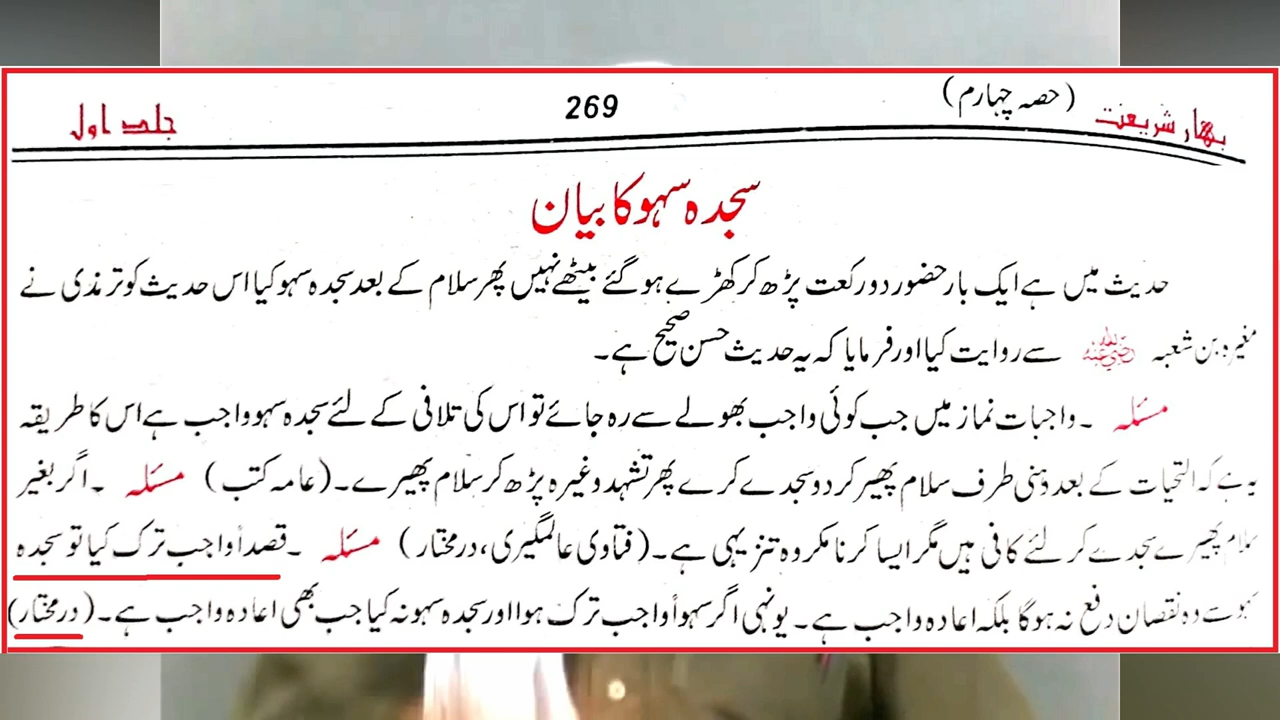 بہار شریعت (حصہ چہارم) 269 جلد اول
سجدہ سہو کا بیان
حدیث میں ہے ایک بار حضور دو رکعت پڑھ کر کھڑے ہو گئے بیٹھے نہیں پھر سلام کے بعد سجدہ سہو کیا اس حدیث کو ترمذی نے
مغیرہ بن شعبہ رضی اللہ عنہ سے روایت کیا اور فرمایا کہ یہ حدیث حسن صحیح ہے۔
مسئلہ ۔ واجبات نماز میں جب کوئی واجب بھولے سے رہ جائے تو اس کی تلافی کے لئے سجدہ سہو واجب ہے اس کا طریقہ
یہ ہے کہ التحیات کے بعد دہنی طرف سلام پھیر کر دو سجدے کرے پھر تشہد وغیرہ پڑھ کر سلام پھیرے۔ (عامہ کتب) مسئلہ ۔ اگر بغیر
سلام پھیرے سجدے کر لئے کافی ہیں مگر ایسا کرنا مکروہ تنزیہی ہے۔ (فتاوی عالمگیری، درمختار) مسئلہ ۔ قصداً واجب ترک کیا تو سجدہ
سہو سے وہ نقصان دفع نہ ہوگا بلکہ اعادہ واجب ہے۔ یونہی اگر سہواً واجب ترک ہوا اور سجدہ سہو نہ کیا جب بھی اعادہ واجب ہے۔ (درمختار)